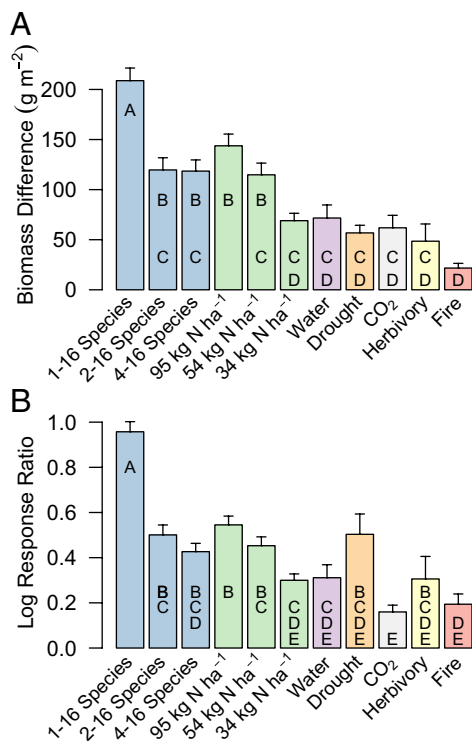 A
Biomass Difference (g m⁻²)
200
150
100
50
0
A
B B B B
C C C C C C C C
D D D D D D
1-16 Species
2-16 Species
4-16 Species
95 kg N ha⁻¹
54 kg N ha⁻¹
34 kg N ha⁻¹
Water
Drought
CO₂
Herbivory
Fire
B
Log Response Ratio
1.0
0.8
0.6
0.4
0.2
0.0
A
B
C
B
C
D
B
B
C
C
D
E
C
D
E
B
C
D
E
E
B
C
D
E
D
E
1-16 Species
2-16 Species
4-16 Species
95 kg N ha⁻¹
54 kg N ha⁻¹
34 kg N ha⁻¹
Water
Drought
CO₂
Herbivory
Fire